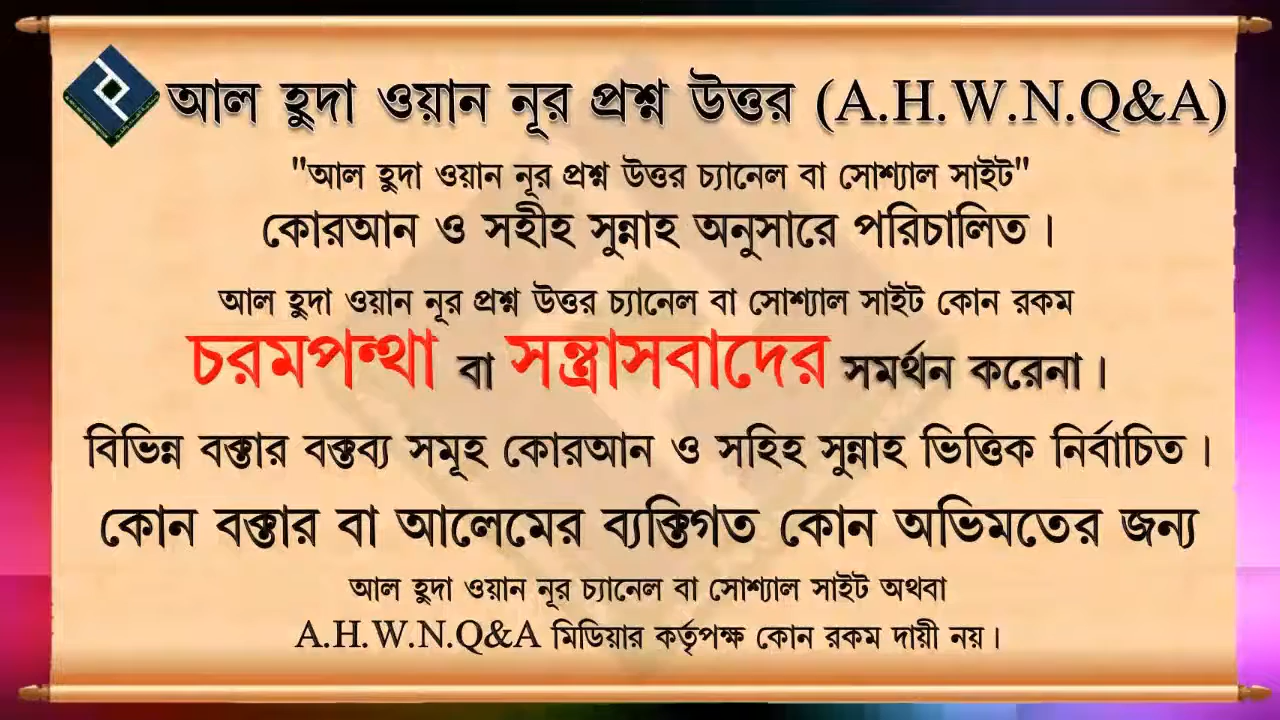 আল হুদা ওয়ান নূর প্রশ্ন উত্তর (A.H.W.N.Q&A)
"আল হুদা ওয়ান নূর প্রশ্ন উত্তর চ্যানেল বা সোশ্যাল সাইট"
কোরআন ও সহীহ সুন্নাহ অনুসারে পরিচালিত।
আল হুদা ওয়ান নূর প্রশ্ন উত্তর চ্যানেল বা সোশ্যাল সাইট কোন রকম
চরমপন্থা বা সন্ত্রাসবাদের সমর্থন করেনা।
বিভিন্ন বক্তার বক্তব্য সমূহ কোরআন ও সহিহ সুন্নাহ ভিত্তিক নির্বাচিত।
কোন বক্তার বা আলেমের ব্যক্তিগত কোন অভিমতের জন্য
আল হুদা ওয়ান নূর চ্যানেল বা সোশ্যাল সাইট অথবা
A.H.W.N.Q&A মিডিয়ার কর্তৃপক্ষ কোন রকম দায়ী নয়।